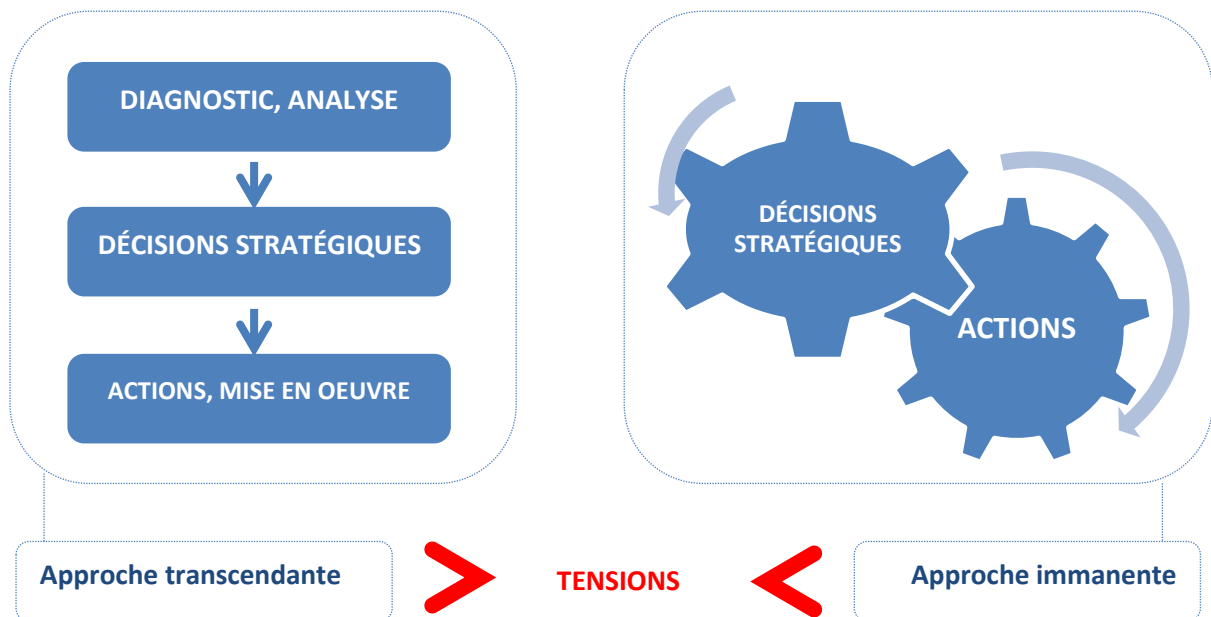 DIAGNOSTIC, ANALYSE
DÉCISIONS STRATÉGIQUES
ACTIONS, MISE EN OEUVRE
DÉCISIONS
STRATÉGIQUES
ACTIONS
Approche transcendante
TENSIONS
Approche immanente